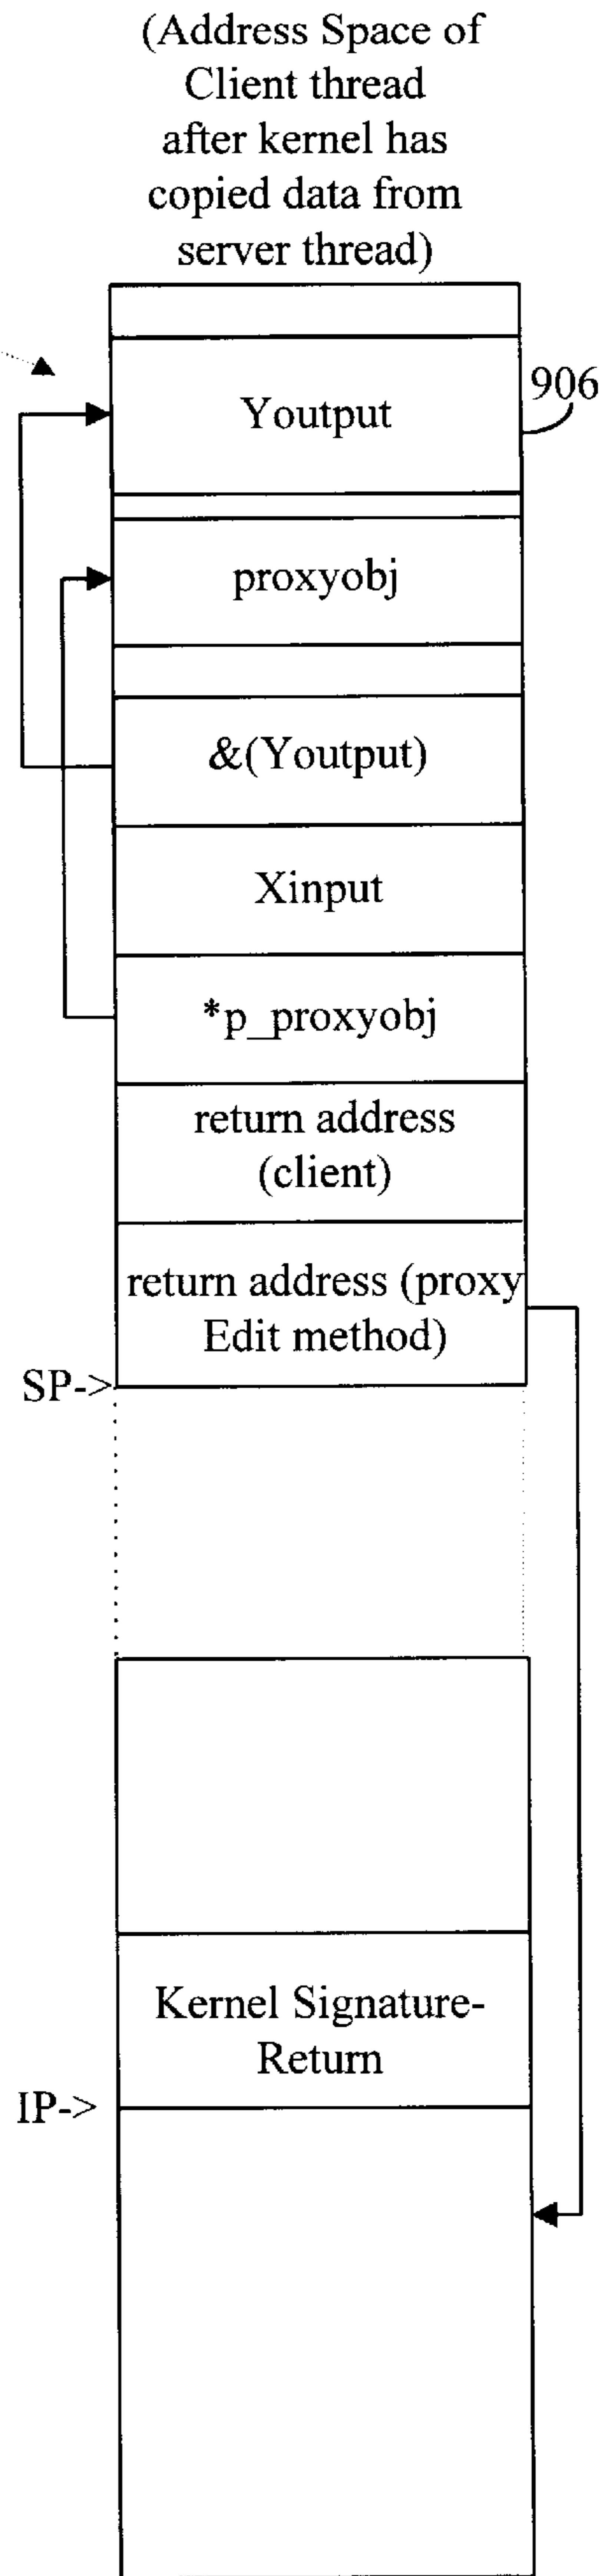 (Address Space of
Client thread
after kernel has
copied data from
server thread)
906
Youtput
proxyobj
&(Youtput)
Xinput
*p_proxyobj
return address
(client)
return address (proxy
Edit method)
SP->
Kernel Signature-
Return
IP->